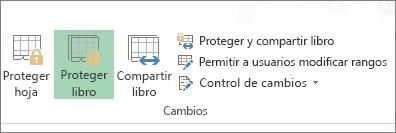 Proteger
hoja
Proteger
libro
Compartir
libro
Proteger y compartir libro
Permitir a usuarios modificar rangos
Control de cambios
Cambios